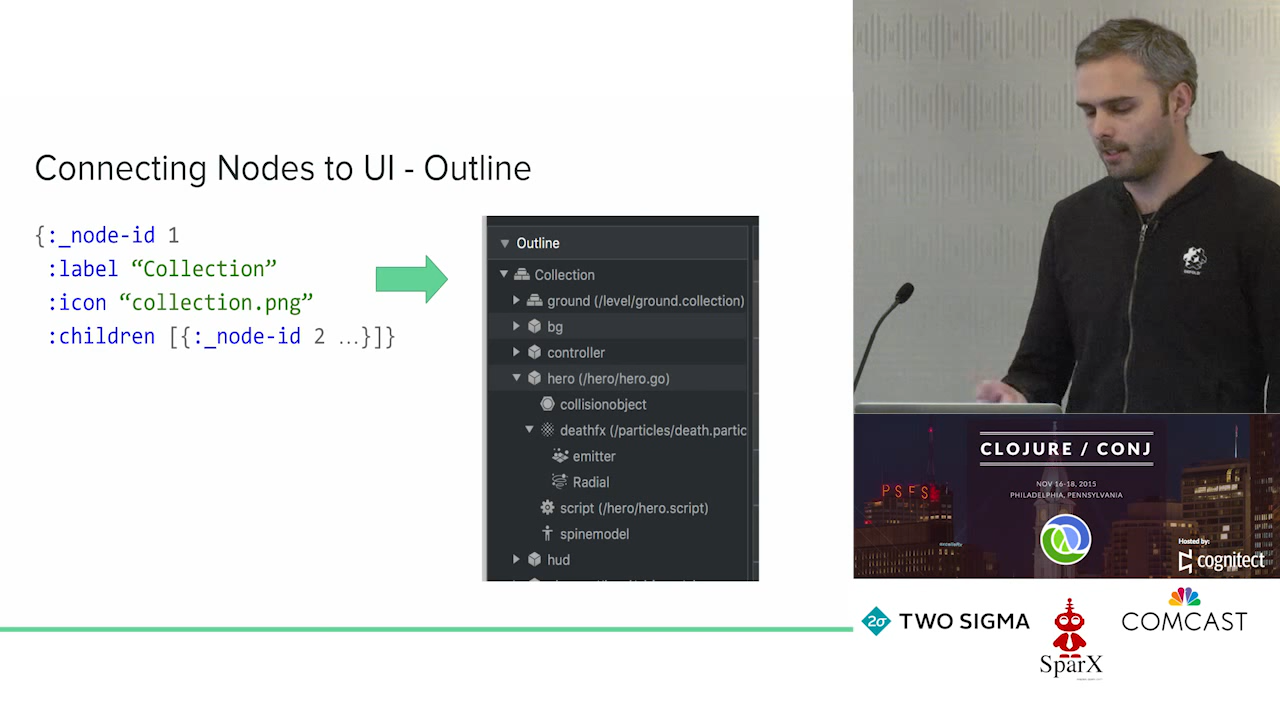 Connecting Nodes to UI - Outline
{:_node-id 1
:label “Collection”
:icon “collection.png”
:children [{:_node-id 2 ...}]}
Outline
Collection
ground (/level/ground.collection)
bg
controller
hero (/hero/hero.go)
collisionobject
deathfx (/particles/death.partic
emitter
Radial
script (/hero/hero.script)
spinemodel
hud
CLOJURE / CONJ
NOV 16-18, 2015
PHILADELPHIA, PENNSYLVANIA
PSFS
Hosted by:
cognitect
2σ TWO SIGMA
SparX
COMCAST